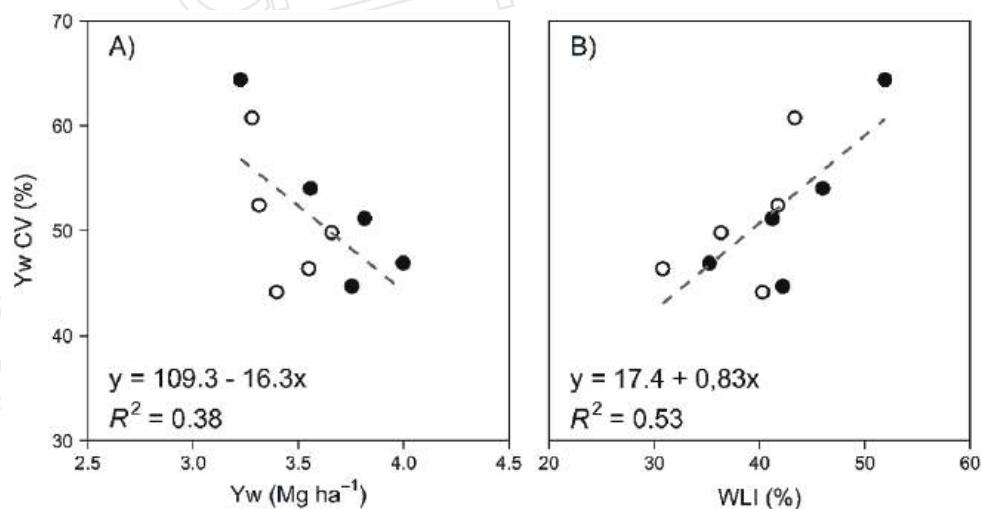 A)
B)
70
60
50
40
30
Yw CV (%)
y = 109.3 - 16.3x
R² = 0.38
y = 17.4 + 0,83x
R² = 0.53
2.5 3.0 3.5 4.0 4.5
20 30 40 50 60
Yw (Mg ha⁻¹)
WLI (%)